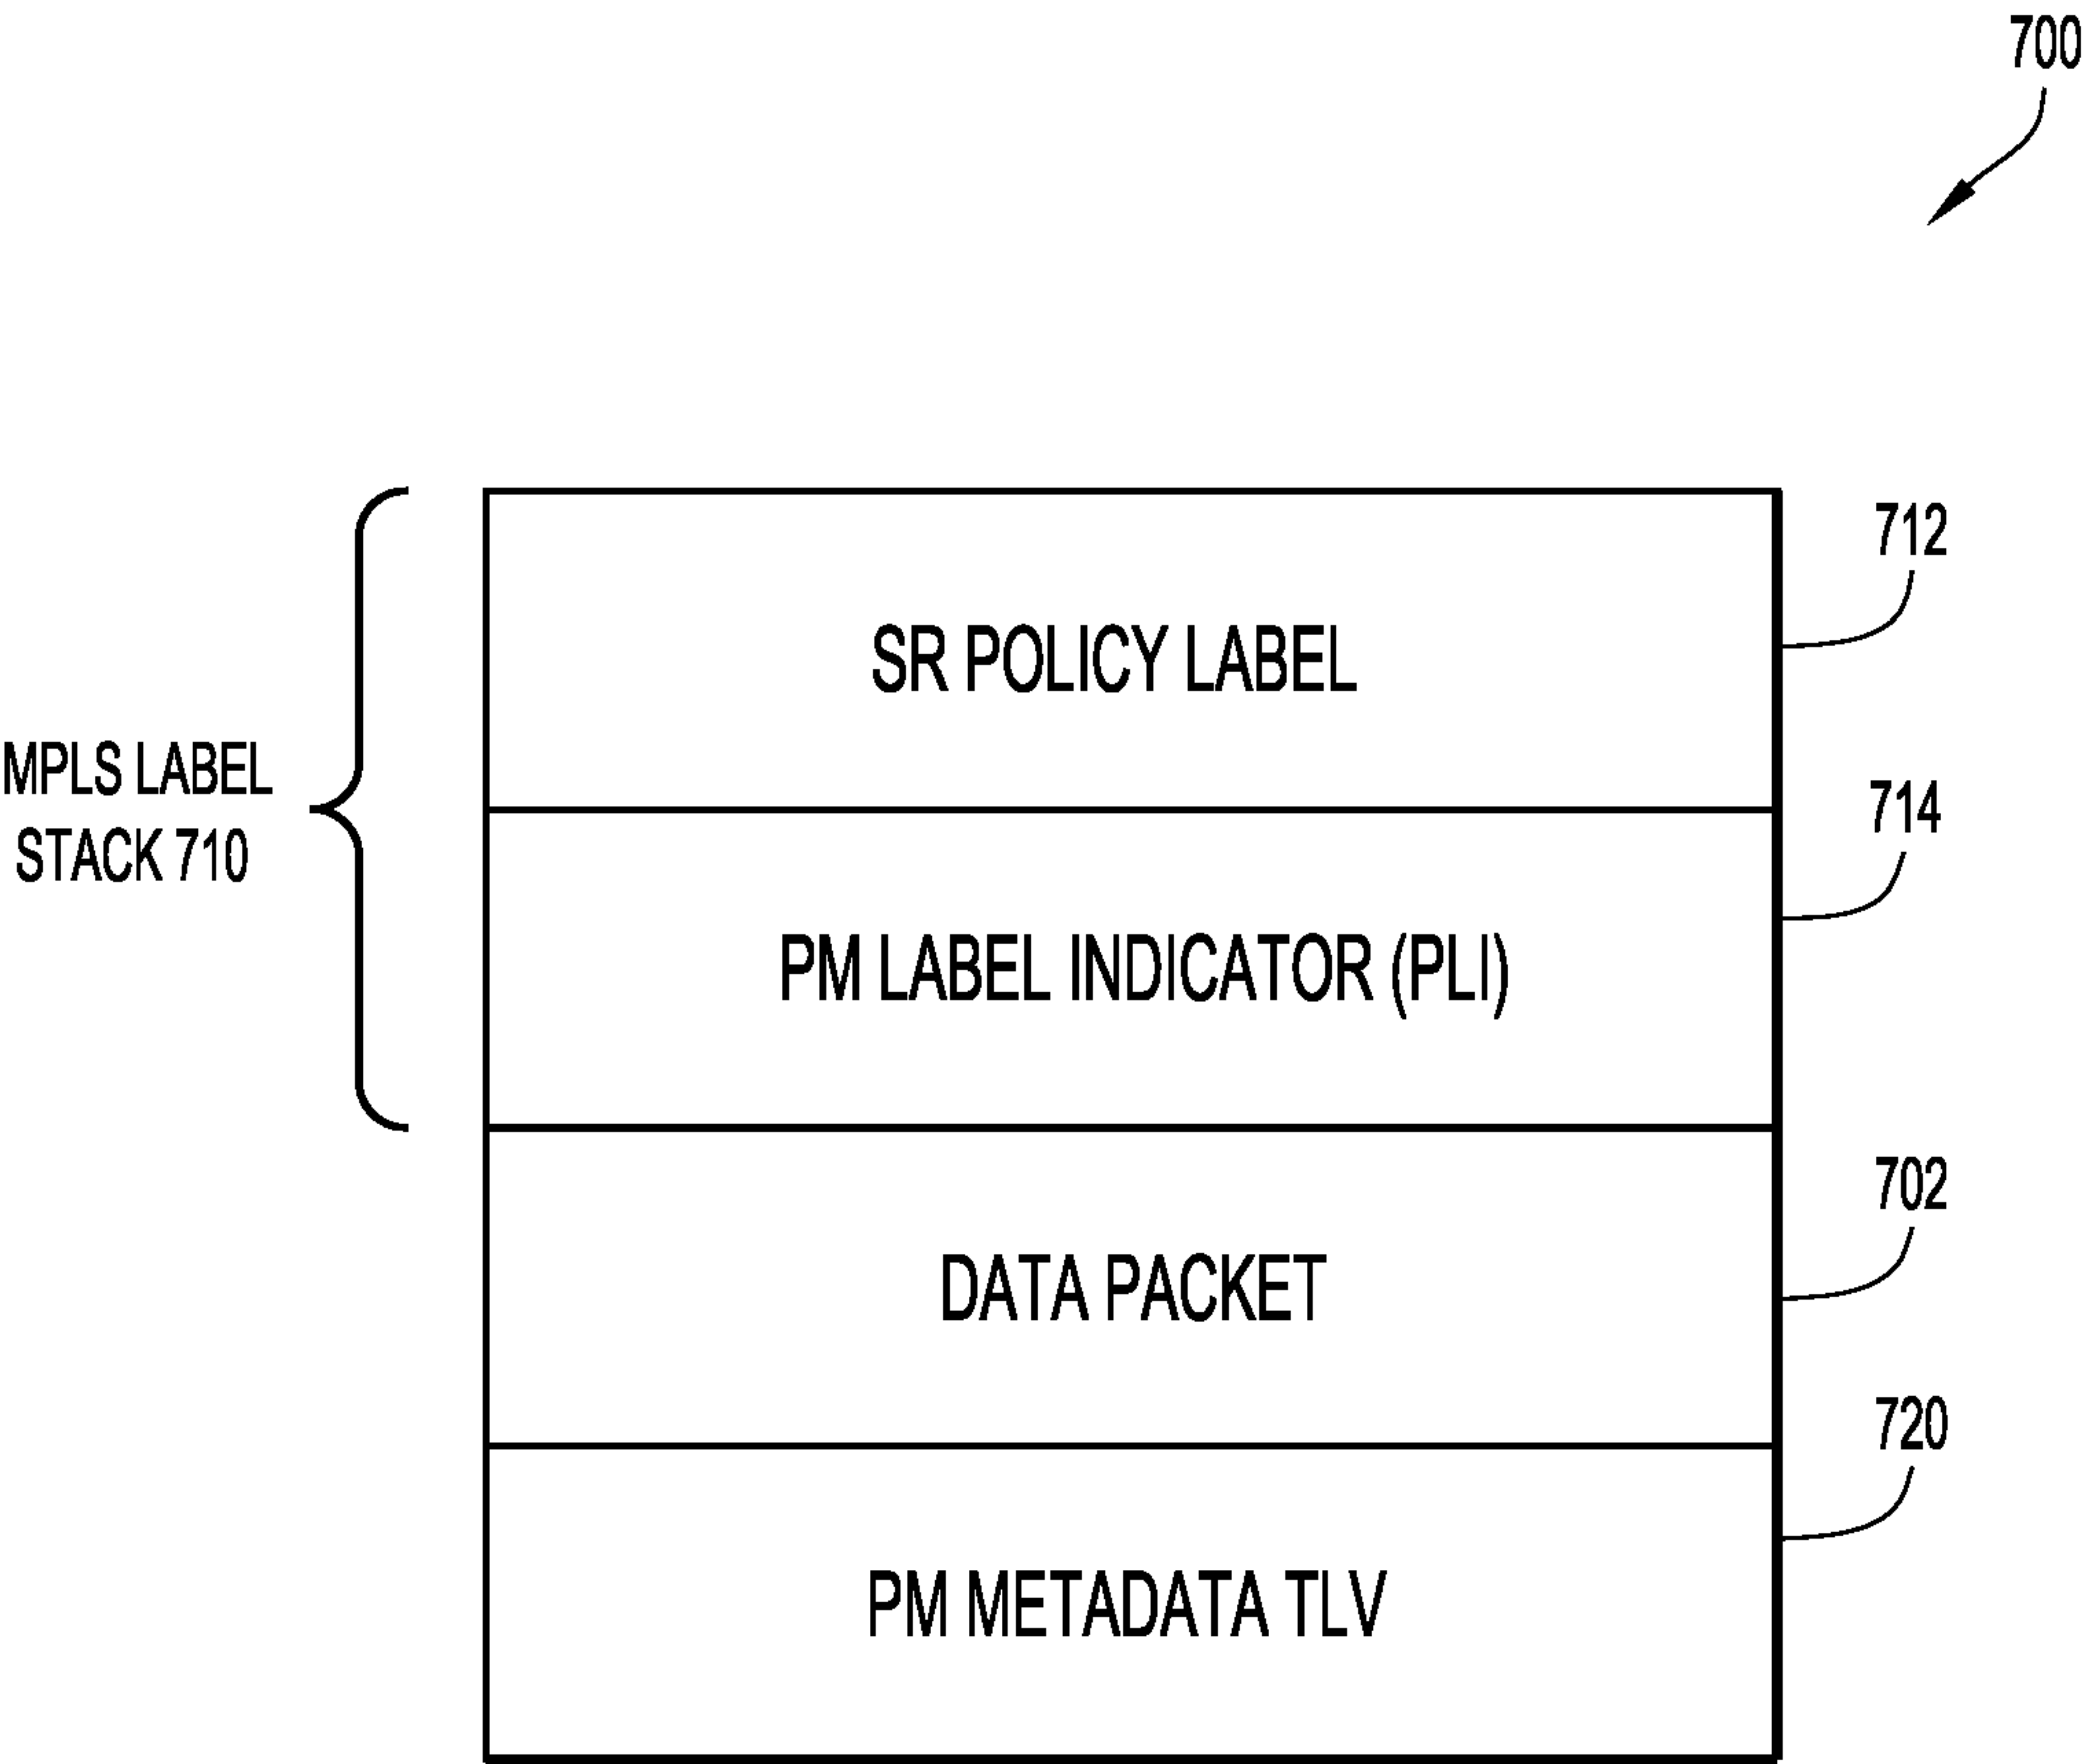 700
712
SR POLICY LABEL
MPLS LABEL
STACK 710
714
PM LABEL INDICATOR (PLI)
702
DATA PACKET
720
PM METADATA TLV